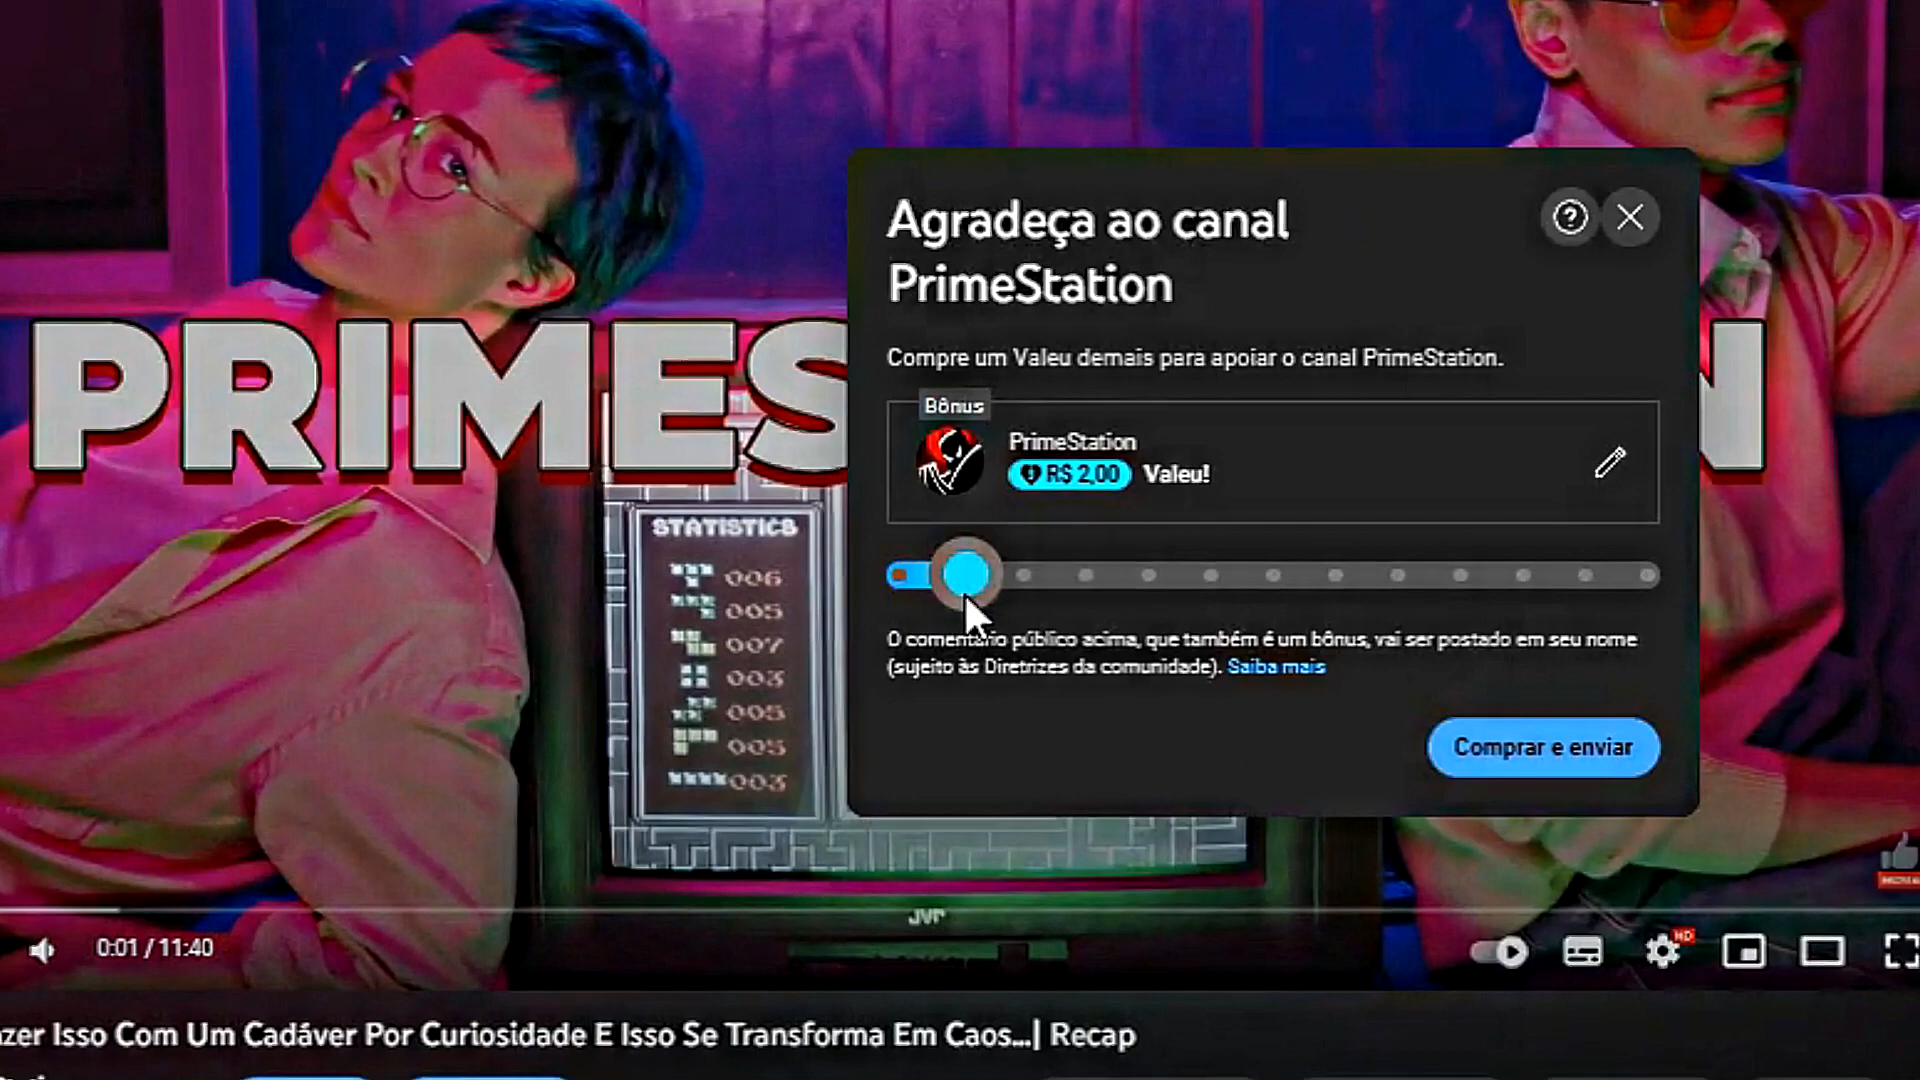 Agradeça ao canal
PrimeStation
Compre um Valeu demais para apoiar o canal PrimeStation.
Bônus
PrimeStation
R$ 2,00 Valeu!
PRIMES
N
STATISTICS
006
005
007
003
005
005
003
O comentário público acima, que também é um bônus, vai ser postado em seu nome
(sujeito às Diretrizes da comunidade). Saiba mais
Comprar e enviar
JVC
0:01 / 11:40
HD
zer Isso Com Um Cadáver Por Curiosidade E Isso Se Transforma Em Caos...| Recap